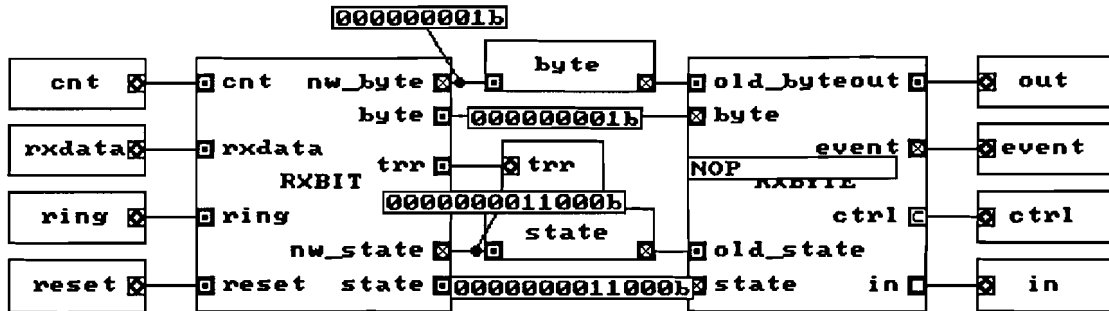 000000001b
cnt cnt nw_byte byte old_byteout out
byte 000000001b byte
rxdata rxdata trr trr event event
RXBIT NOP RXBYTE
ring ring 0000000011000b ctrl ctrl
nw_state state old_state
reset reset state 0000000011000b state in in